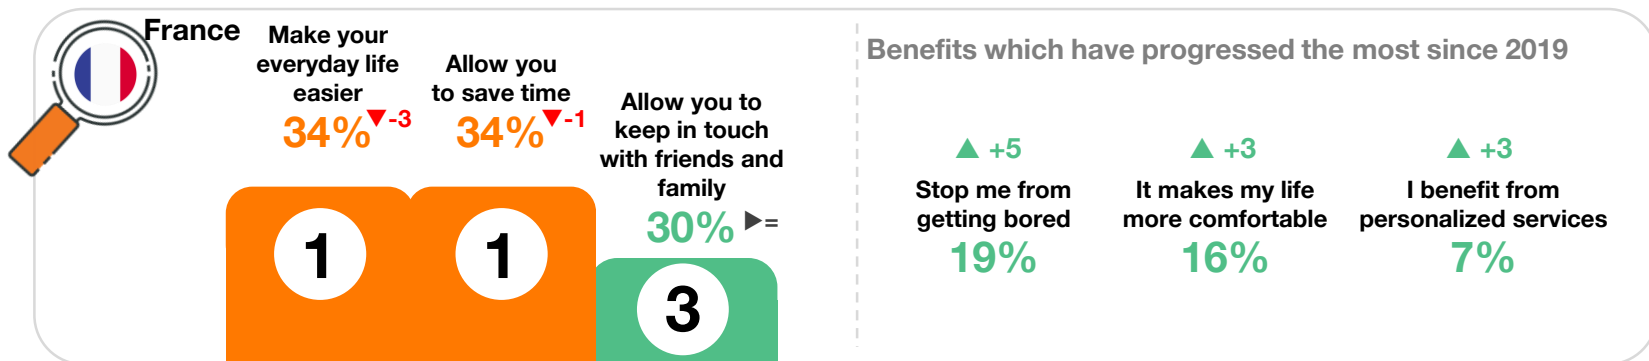 France
Make your
everyday life
easier
34% ▼-3
Allow you
to save time
34% ▼-1
Allow you to
keep in touch
with friends and
family
30% ►=
1
1
3
Benefits which have progressed the most since 2019
▲ +5
Stop me from
getting bored
19%
▲ +3
It makes my life
more comfortable
16%
▲ +3
I benefit from
personalized services
7%